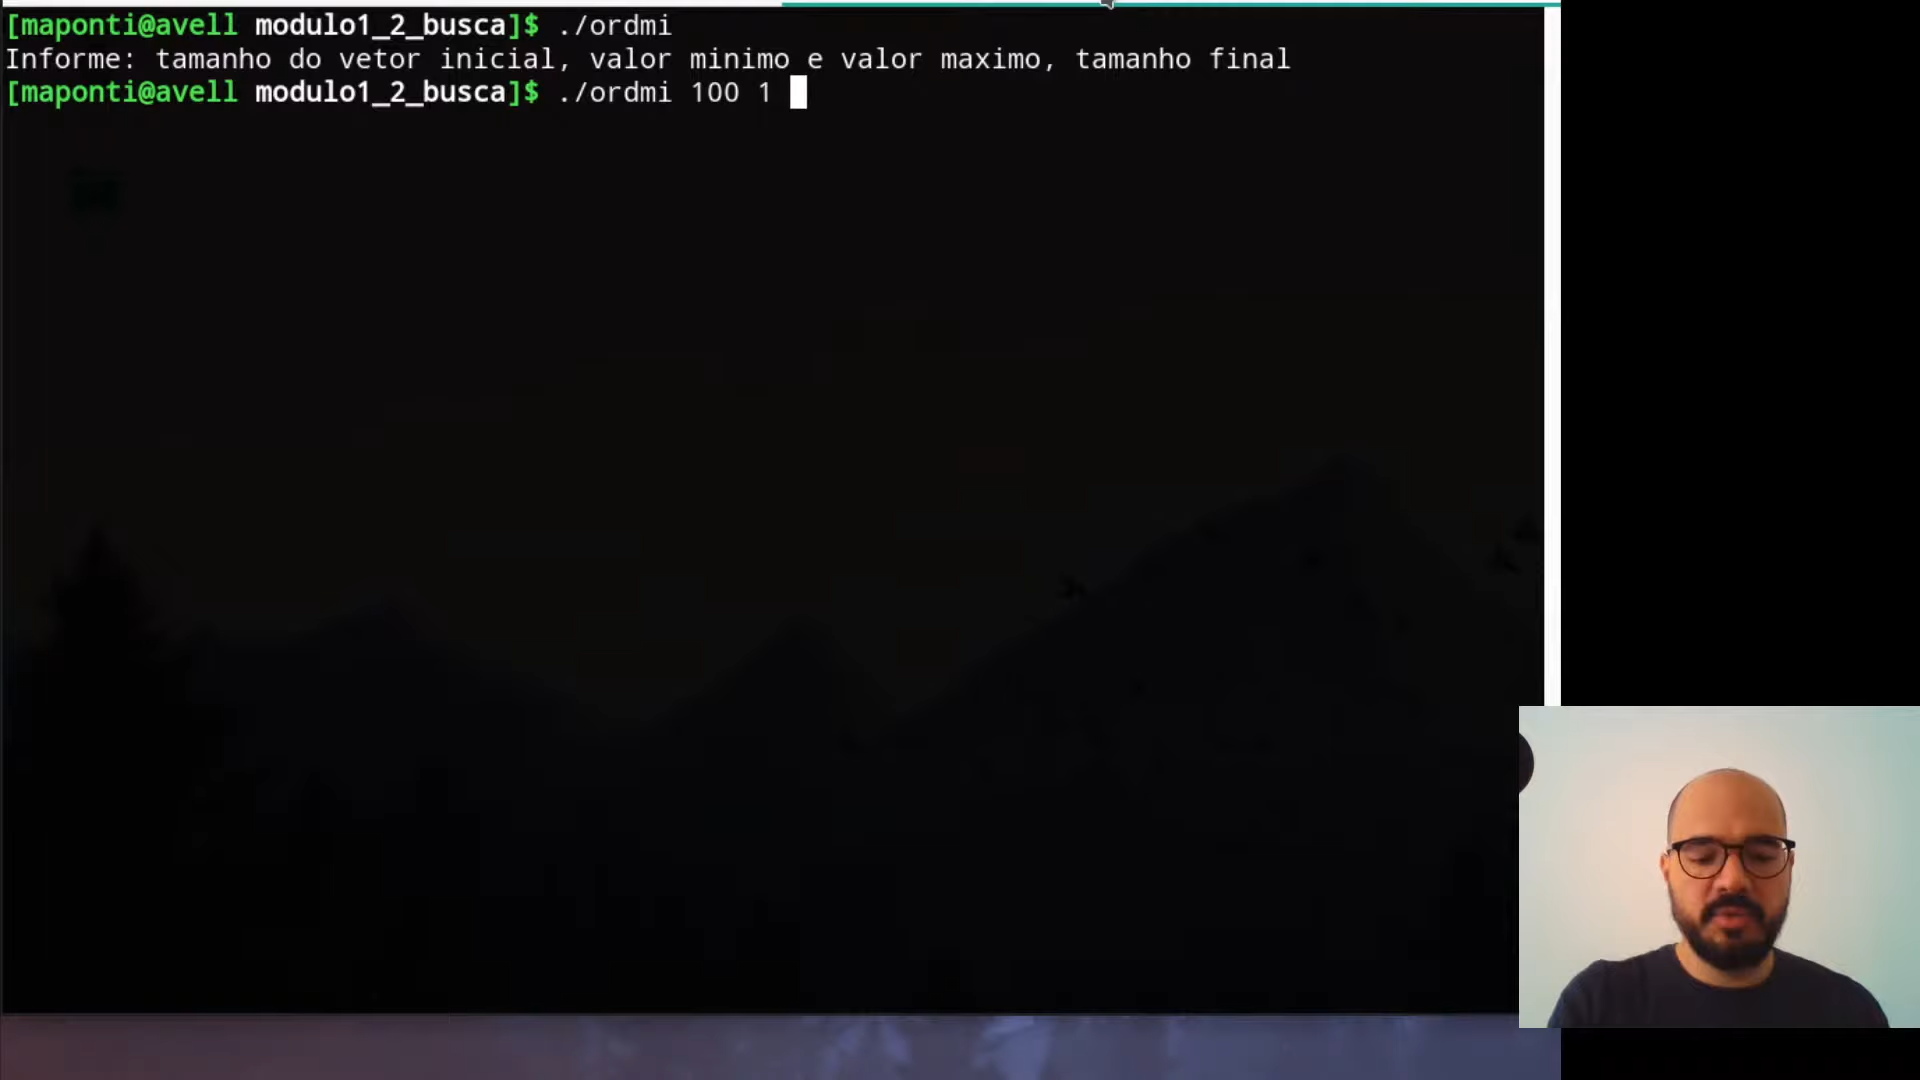 [maponti@avell modulo1_2_busca]$ ./ordmi
Informe: tamanho do vetor inicial, valor minimo e valor maximo, tamanho final
[maponti@avell modulo1_2_busca]$ ./ordmi 100 1